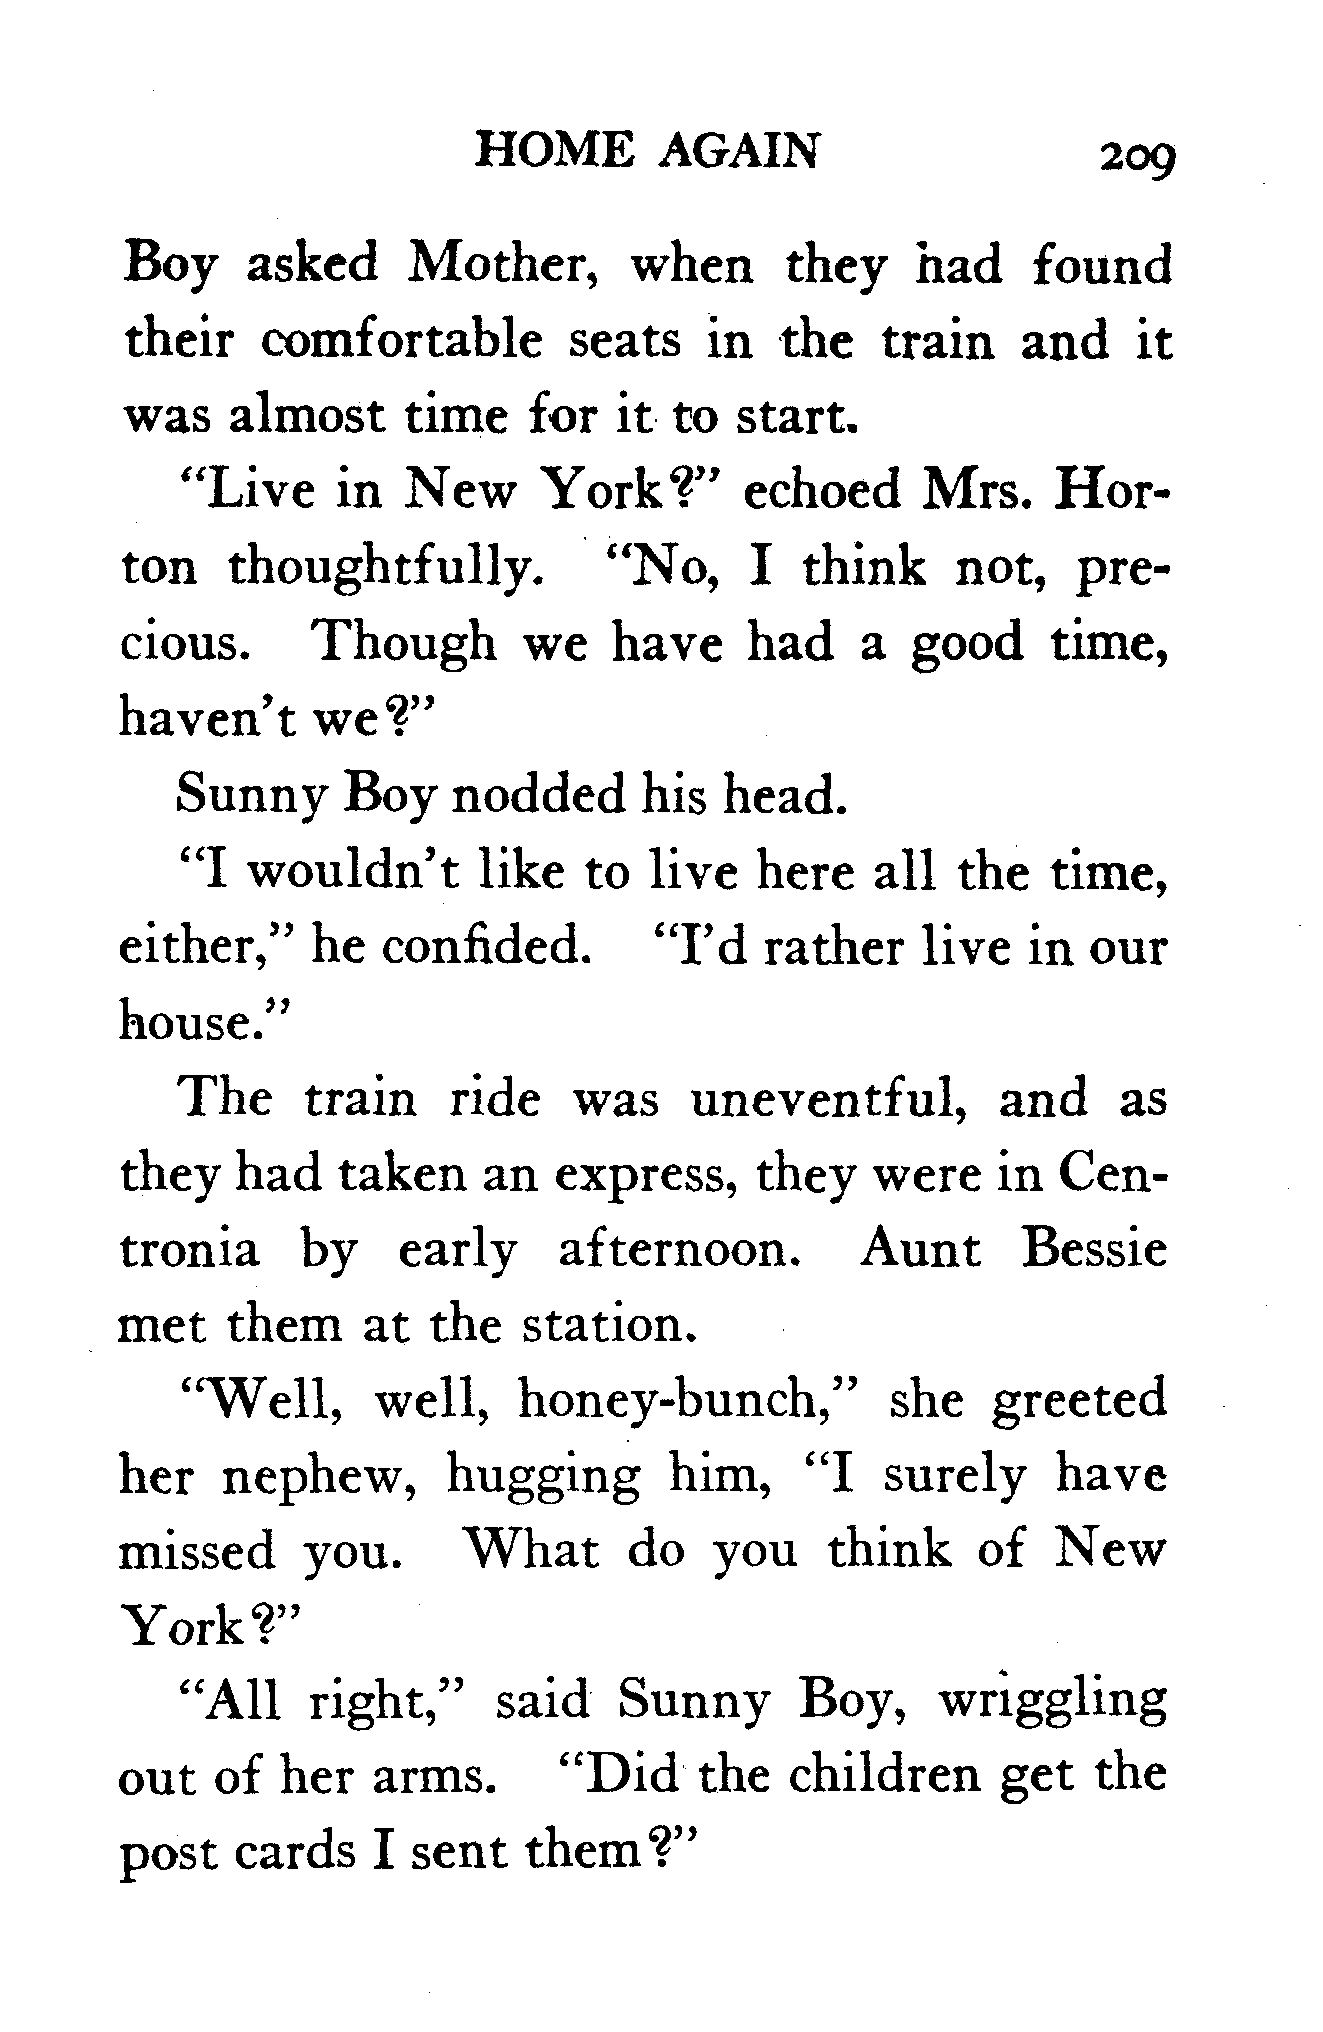 HOME AGAIN 209
Boy asked Mother, when they had found
their comfortable seats in the train and it
was almost time for it to start.
"Live in New York?" echoed Mrs. Hor-
ton thoughtfully. "No, I think not, pre-
cious. Though we have had a good time,
haven't we?"
Sunny Boy nodded his head.
"I wouldn't like to live here all the time,
either," he confided. "I'd rather live in our
house."
The train ride was uneventful, and as
they had taken an express, they were in Cen-
tronia by early afternoon. Aunt Bessie
met them at the station.
"Well, well, honey-bunch," she greeted
her nephew, hugging him, "I surely have
missed you. What do you think of New
York?"
"All right," said Sunny Boy, wriggling
out of her arms. "Did the children get the
post cards I sent them?"